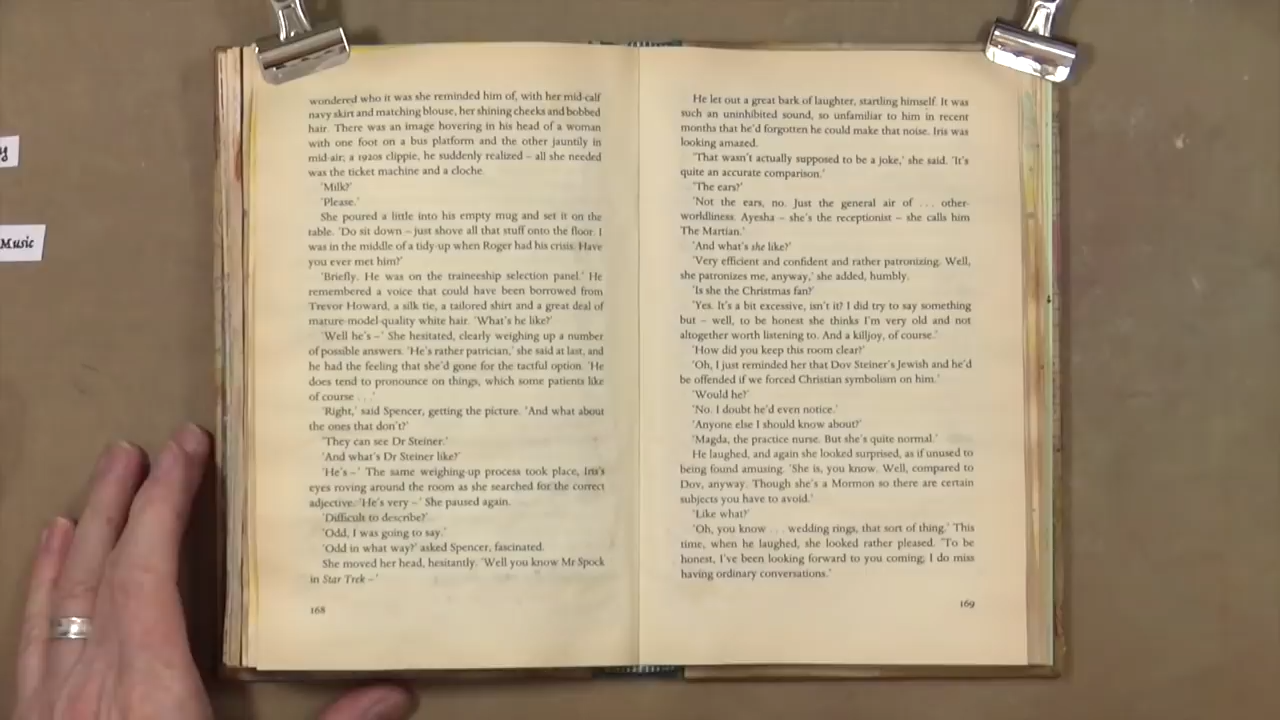 y
Music
wondered who it was she reminded him of, with her mid-calf
navy skirt and matching blouse, her shining cheeks and bobbed
hair. There was an image hovering in his head of a woman
with one foot on a bus platform and the other jauntily in
mid-air; a 1920s clippie, he suddenly realized – all she needed
was the ticket machine and a cloche.
'Milk?'
'Please.'
She poured a little into his empty mug and set it on the
table. 'Do sit down – just shove all that stuff onto the floor. I
was in the middle of a tidy-up when Roger had his crisis. Have
you ever met him?'
'Briefly. He was on the traineeship selection panel.' He
remembered a voice that could have been borrowed from
Trevor Howard, a silk tie, a tailored shirt and a great deal of
mature-model-quality white hair. 'What's he like?'
'Well he's –' She hesitated, clearly weighing up a number
of possible answers. 'He's rather patrician,' she said at last, and
he had the feeling that she'd gone for the tactful option. 'He
does tend to pronounce on things, which some patients like
of course . . .'
'Right,' said Spencer, getting the picture. 'And what about
the ones that don't?'
'They can see Dr Steiner.'
'And what's Dr Steiner like?'
'He's –' The same weighing-up process took place, Iris's
eyes roving around the room as she searched for the correct
adjective. 'He's very –' She paused again.
'Difficult to describe?'
'Odd, I was going to say.'
'Odd in what way?' asked Spencer, fascinated.
She moved her head, hesitantly. 'Well you know Mr Spock
in Star Trek –'
168
He let out a great bark of laughter, startling himself. It was
such an uninhibited sound, so unfamiliar to him in recent
months that he'd forgotten he could make that noise. Iris was
looking amazed.
'That wasn't actually supposed to be a joke,' she said. 'It's
quite an accurate comparison.'
'The ears?'
'Not the ears, no. Just the general air of . . . other-
worldliness. Ayesha – she's the receptionist – she calls him
The Martian.'
'And what's she like?'
'Very efficient and confident and rather patronizing. Well,
she patronizes me, anyway,' she added, humbly.
'Is she the Christmas fan?'
'Yes. It's a bit excessive, isn't it? I did try to say something
but – well, to be honest she thinks I'm very old and not
altogether worth listening to. And a killjoy, of course.'
'How did you keep this room clear?'
'Oh, I just reminded her that Dov Steiner's Jewish and he'd
be offended if we forced Christian symbolism on him.'
'Would he?'
'No. I doubt he'd even notice.'
'Anyone else I should know about?'
'Magda, the practice nurse. But she's quite normal.'
He laughed, and again she looked surprised, as if unused to
being found amusing. 'She is, you know. Well, compared to
Dov, anyway. Though she's a Mormon so there are certain
subjects you have to avoid.'
'Like what?'
'Oh, you know . . . wedding rings, that sort of thing.' This
time, when he laughed, she looked rather pleased. 'To be
honest, I've been looking forward to you coming; I do miss
having ordinary conversations.'
169